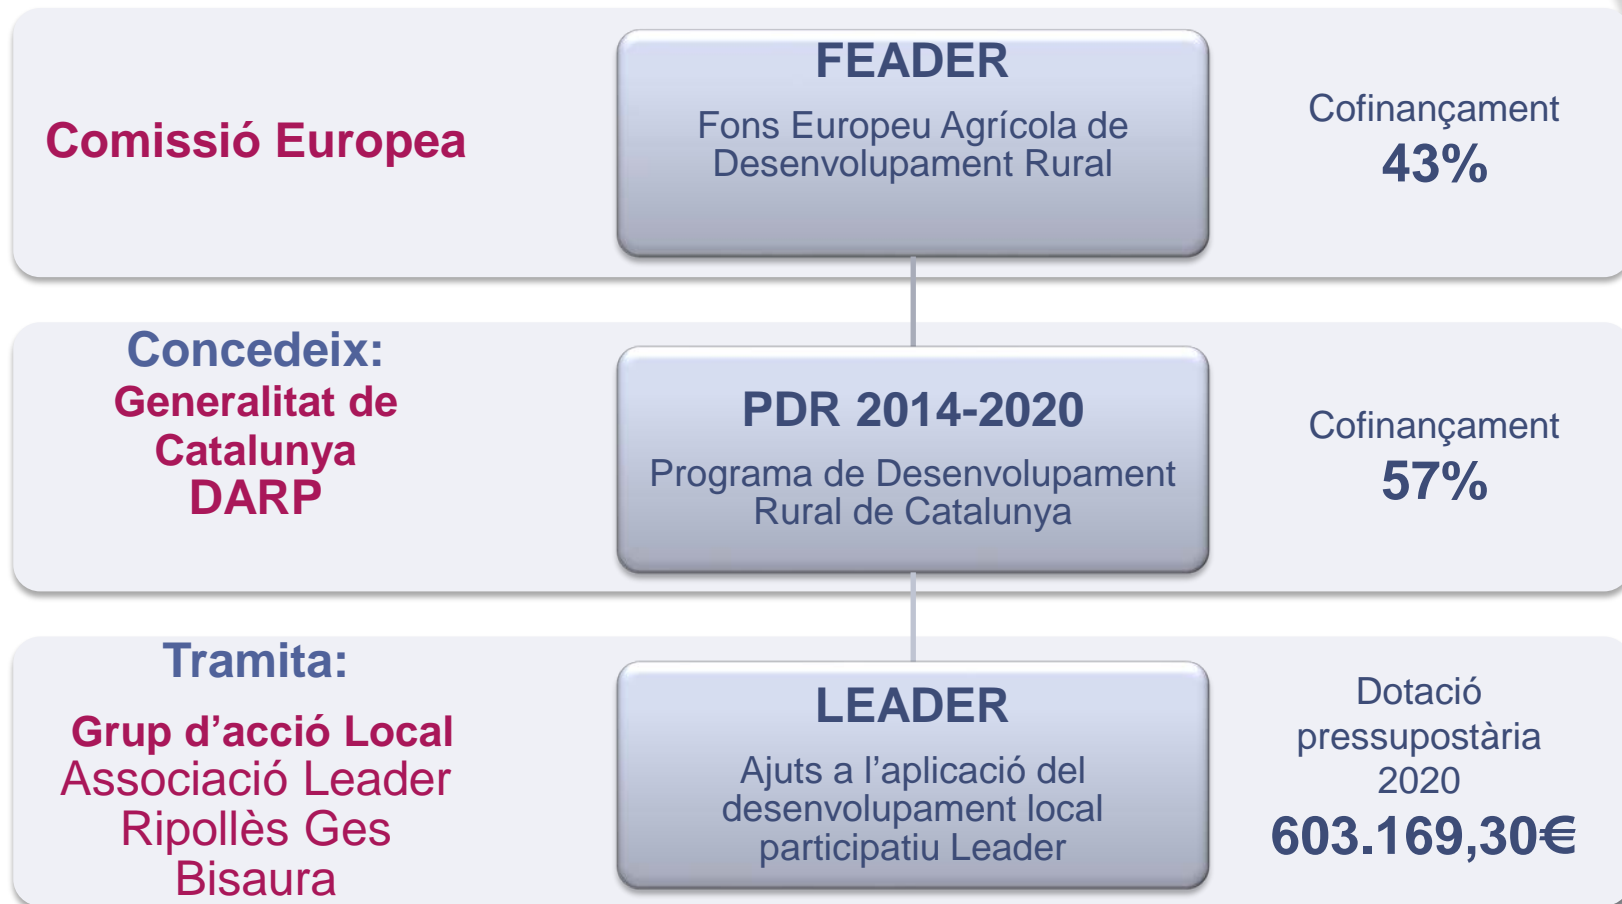 Comissió Europea
FEADER
Fons Europeu Agrícola de
Desenvolupament Rural
Cofinançament
43%
Concedeix:
Generalitat de
Catalunya
DARP
PDR 2014-2020
Programa de Desenvolupament
Rural de Catalunya
Cofinançament
57%
Tramita:
Grup d’acció Local
Associació Leader
Ripollès Ges
Bisaura
LEADER
Ajuts a l’aplicació del
desenvolupament local
participatiu Leader
Dotació
pressupostària
2020
603.169,30€